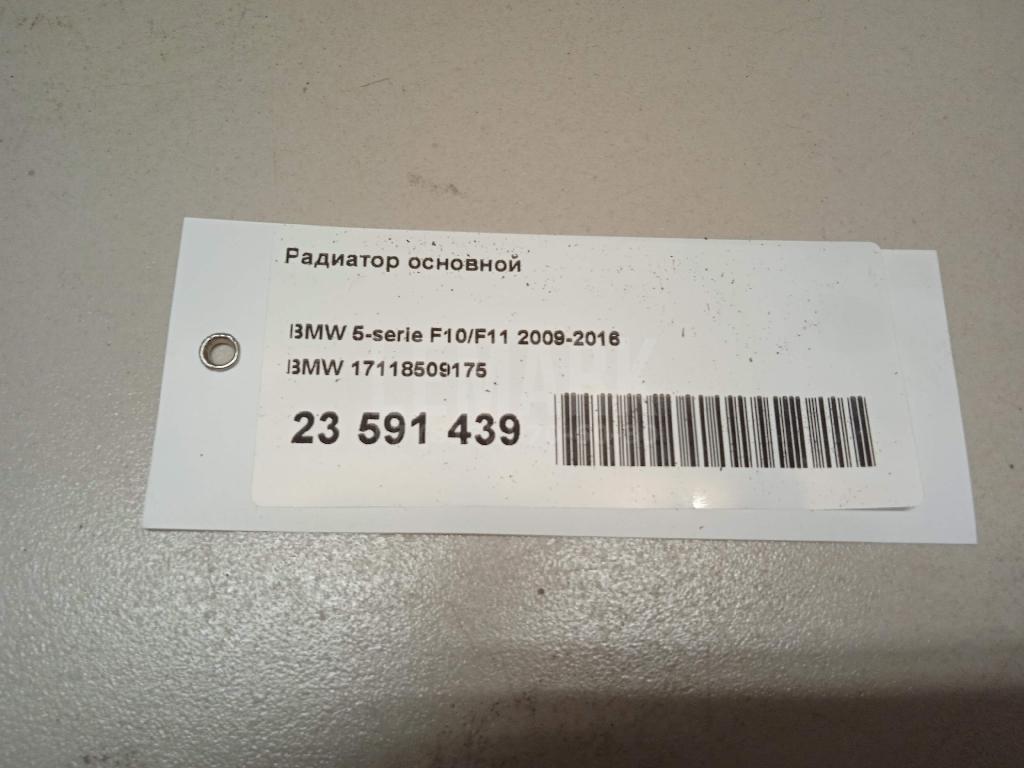 Радиатор основной
BMW 5-serie F10/F11 2009-2016
BMW 17118509175
23 591 439